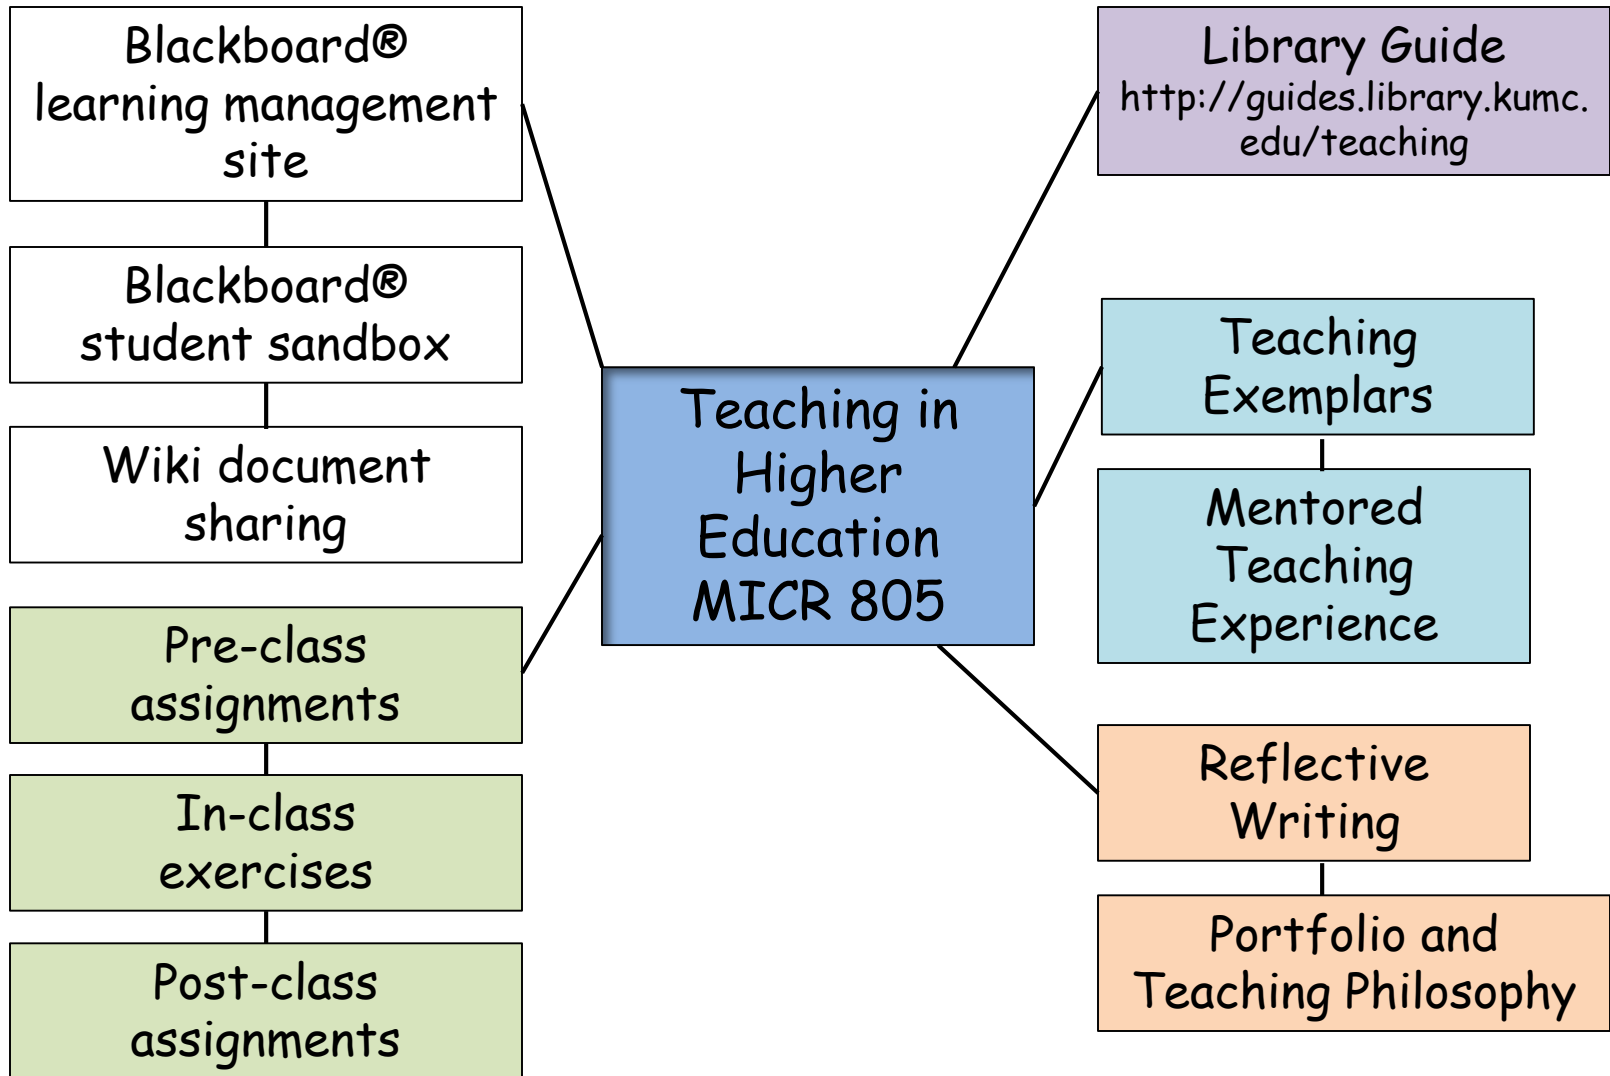 Blackboard®
learning management
site
Blackboard®
student sandbox
Wiki document
sharing
Pre-class
assignments
In-class
exercises
Post-class
assignments
Teaching in
Higher
Education
MICR 805
Library Guide
http://guides.library.kumc.
edu/teaching
Teaching
Exemplars
Mentored
Teaching
Experience
Reflective
Writing
Portfolio and
Teaching Philosophy